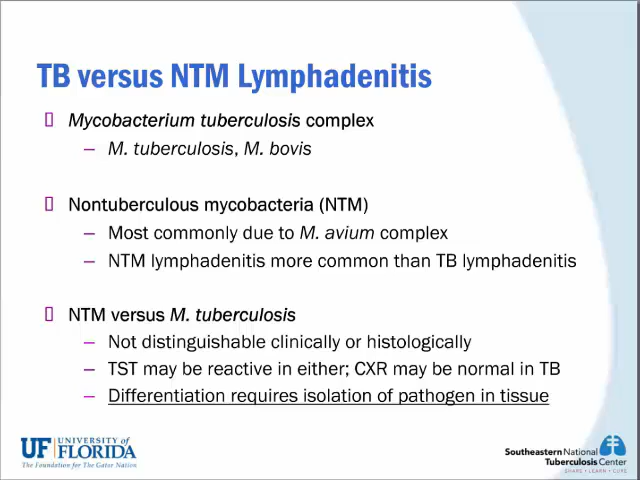 TB versus NTM Lymphadenitis
Mycobacterium tuberculosis complex
– M. tuberculosis, M. bovis
Nontuberculous mycobacteria (NTM)
– Most commonly due to M. avium complex
– NTM lymphadenitis more common than TB lymphadenitis
NTM versus M. tuberculosis
– Not distinguishable clinically or histologically
– TST may be reactive in either; CXR may be normal in TB
– Differentiation requires isolation of pathogen in tissue
UF UNIVERSITY of FLORIDA
The Foundation for The Gator Nation
Southeastern National
Tuberculosis Center
SHARE • LEARN • CURE